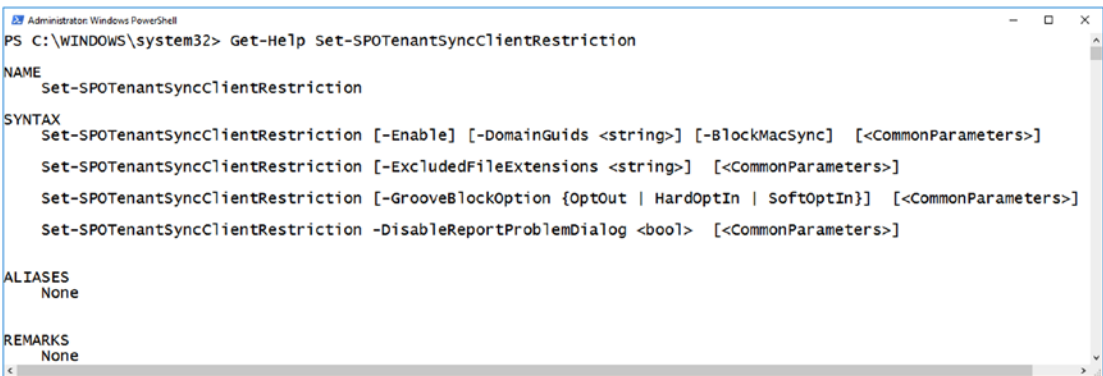 Administrator: Windows PowerShell
PS C:\WINDOWS\system32> Get-Help Set-SPOTenantSyncClientRestriction
NAME
Set-SPOTenantSyncClientRestriction
SYNTAX
Set-SPOTenantSyncClientRestriction [-Enable] [-DomainGuids <string>] [-BlockMacSync] [<CommonParameters>]
Set-SPOTenantSyncClientRestriction [-ExcludedFileExtensions <string>] [<CommonParameters>]
Set-SPOTenantSyncClientRestriction [-GrooveBlockOption {OptOut | HardOptIn | SoftOptIn}] [<CommonParameters>]
Set-SPOTenantSyncClientRestriction -DisableReportProblemDialog <bool> [<CommonParameters>]
ALIASES
None
REMARKS
None